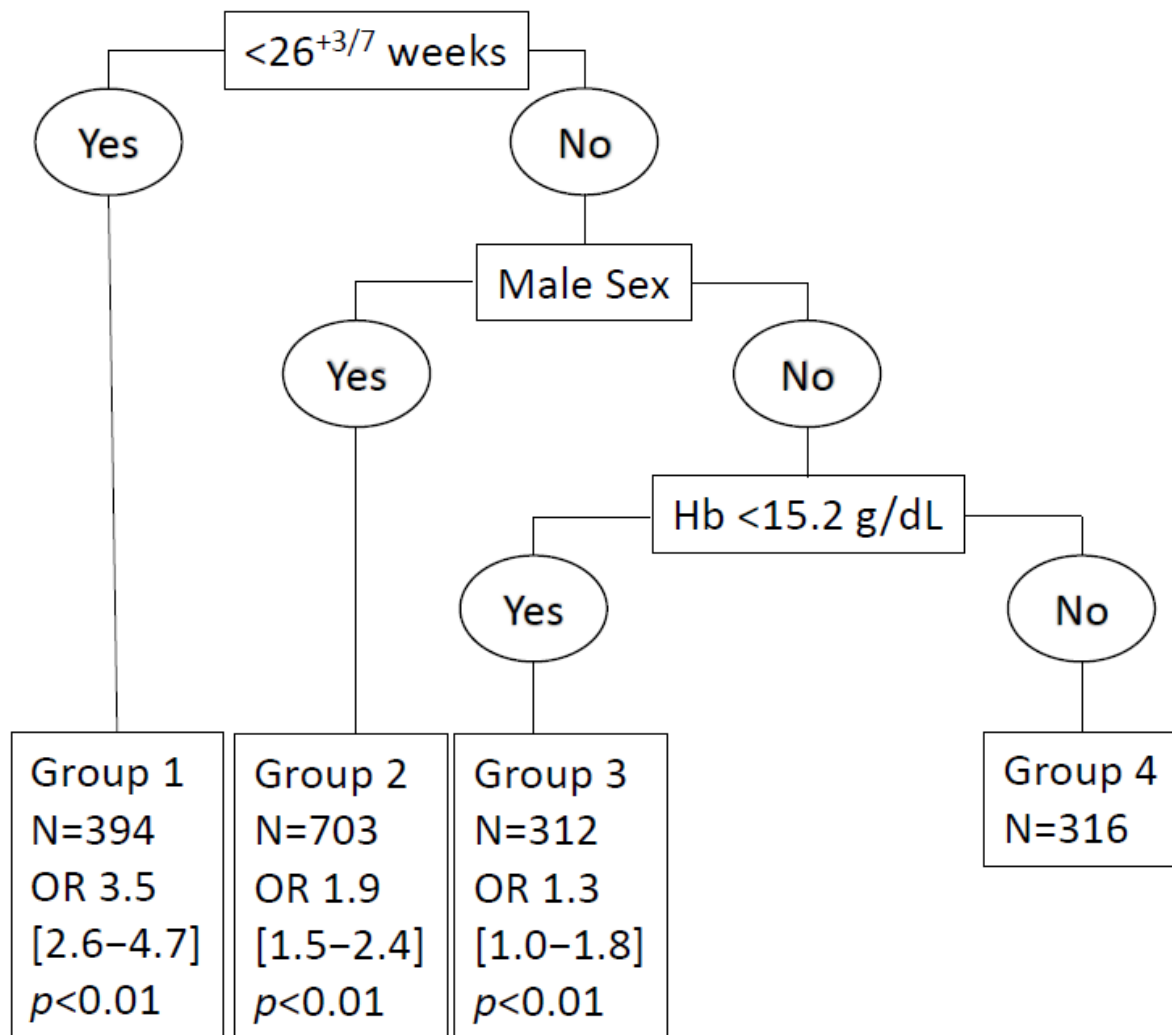 <26+3/7 weeks
Yes
No
Male Sex
Yes
No
Hb <15.2 g/dL
Yes
No
Group 1
N=394
OR 3.5
[2.6−4.7]
p<0.01
Group 2
N=703
OR 1.9
[1.5−2.4]
p<0.01
Group 3
N=312
OR 1.3
[1.0−1.8]
p<0.01
Group 4
N=316